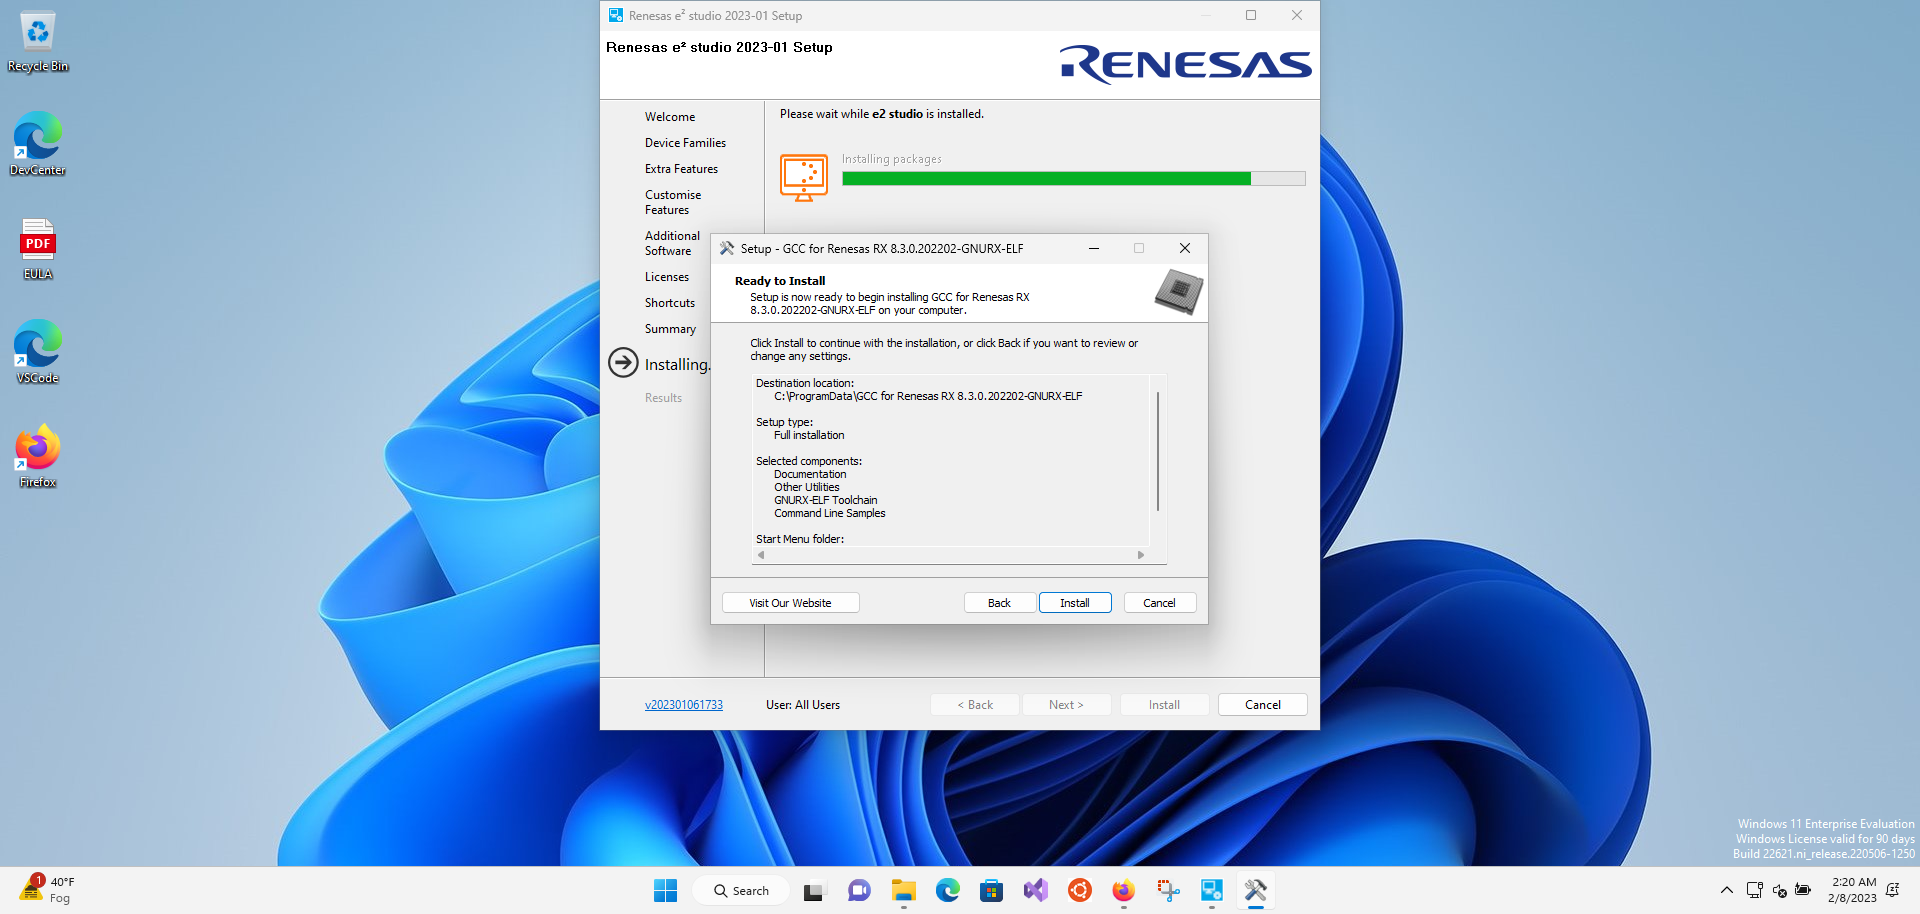 Recycle Bin
DevCenter
EULA
VSCode
Firefox
PDF
Renesas e² studio 2023-01 Setup
Renesas e² studio 2023-01 Setup
RENESAS
Welcome
Device Families
Extra Features
Customise
Features
Additional
Software
Licenses
Shortcuts
Summary
Installing.
Results
Please wait while e2 studio is installed.
Installing packages
Setup - GCC for Renesas RX 8.3.0.202202-GNURX-ELF
Ready to Install
Setup is now ready to begin installing GCC for Renesas RX
8.3.0.202202-GNURX-ELF on your computer.
Click Install to continue with the installation, or click Back if you want to review or
change any settings.
Destination location:
C:\ProgramData\GCC for Renesas RX 8.3.0.202202-GNURX-ELF
Setup type:
Full installation
Selected components:
Documentation
Other Utilities
GNURX-ELF Toolchain
Command Line Samples
Start Menu folder:
Visit Our Website
Back
Install
Cancel
v202301061733
User: All Users
< Back
Next >
Install
Cancel
Windows 11 Enterprise Evaluation
Windows License valid for 90 days
Build 22621.ni_release.220506-1250
1
40°F
Fog
Search
2:20 AM
2/8/2023